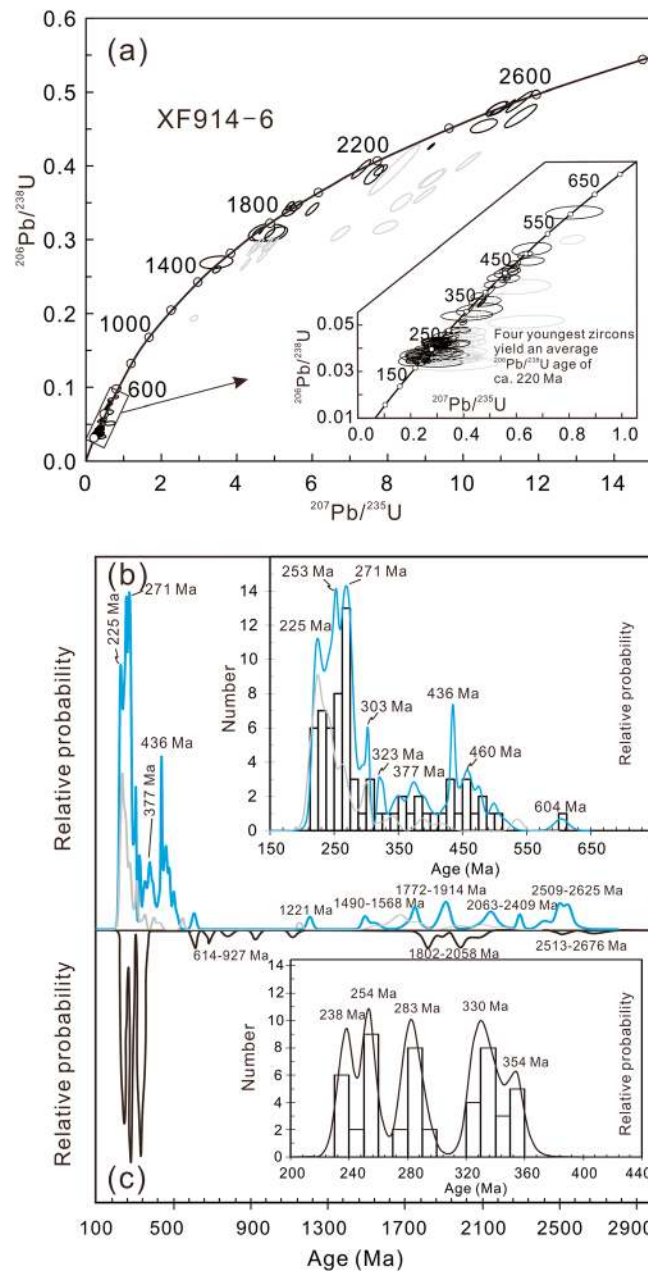 (a)
XF914-6
0.6
0.5
0.4
0.3
0.2
0.1
0.0
206Pb/238U
600
1000
1400
1800
2200
2600
0 2 4 6 8 10 12 14
207Pb/235U
0.05
0.03
0.01
206Pb/238U
150
250
350
450
550
650
Four youngest zircons
yield an average
206Pb/238U age of
ca. 220 Ma
207Pb/235U
0.0 0.2 0.4 0.6 0.8 1.0
(b)
Relative probability
225 Ma
271 Ma
377 Ma
436 Ma
Number
14
12
10
8
6
4
2
0
253 Ma
271 Ma
225 Ma
303 Ma
323 Ma
377 Ma
436 Ma
460 Ma
604 Ma
Relative probability
150 250 350 450 550 650
Age (Ma)
1221 Ma
1490-1568 Ma
1772-1914 Ma
2063-2409 Ma
2509-2625 Ma
614-927 Ma
1802-2058 Ma
2513-2676 Ma
Relative probability
(c)
Number
14
12
10
8
6
4
2
0
238 Ma
254 Ma
283 Ma
330 Ma
354 Ma
Relative probability
200 240 280 320 360 400 440
Age (Ma)
100 500 900 1300 1700 2100 2500 2900
Age (Ma)